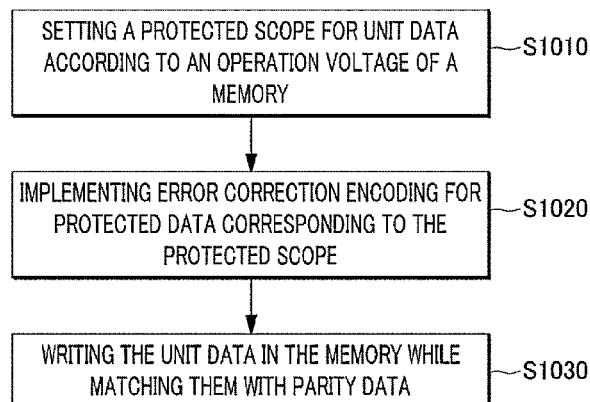 SETTING A PROTECTED SCOPE FOR UNIT DATA
ACCORDING TO AN OPERATION VOLTAGE OF A
MEMORY
S1010
IMPLEMENTING ERROR CORRECTION ENCODING FOR
PROTECTED DATA CORRESPONDING TO THE
PROTECTED SCOPE
S1020
WRITING THE UNIT DATA IN THE MEMORY WHILE
MATCHING THEM WITH PARITY DATA
S1030